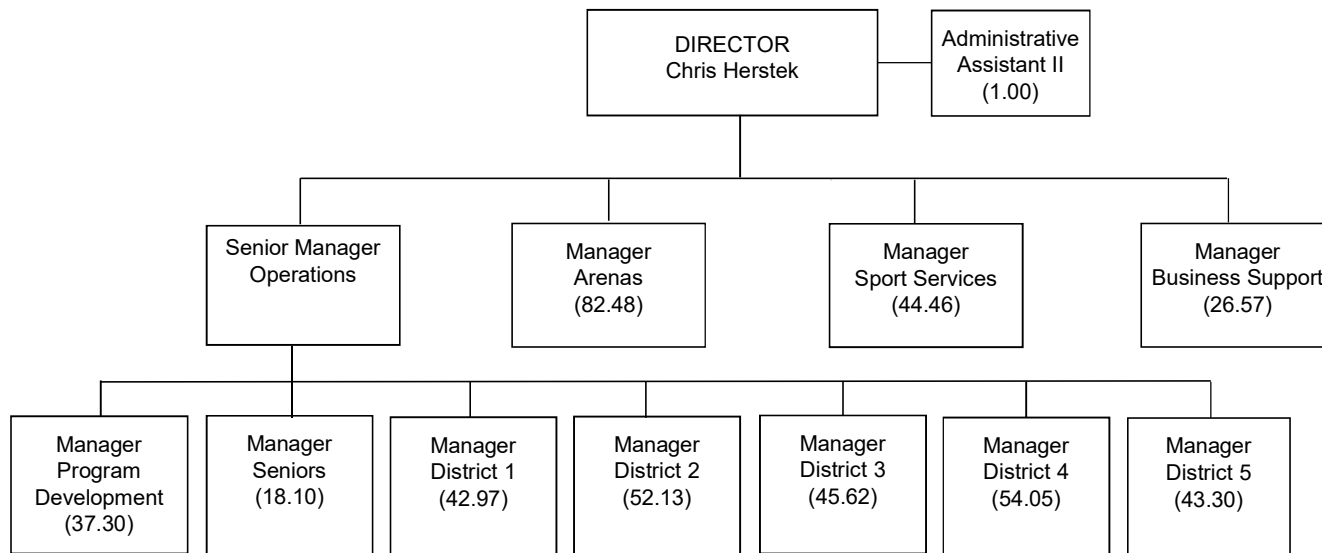 DIRECTOR
Chris Herstek
Administrative
Assistant II
(1.00)
Senior Manager
Operations
Manager
Arenas
(82.48)
Manager
Sport Services
(44.46)
Manager
Business Support
(26.57)
Manager
Program
Development
(37.30)
Manager
Seniors
(18.10)
Manager
District 1
(42.97)
Manager
District 2
(52.13)
Manager
District 3
(45.62)
Manager
District 4
(54.05)
Manager
District 5
(43.30)